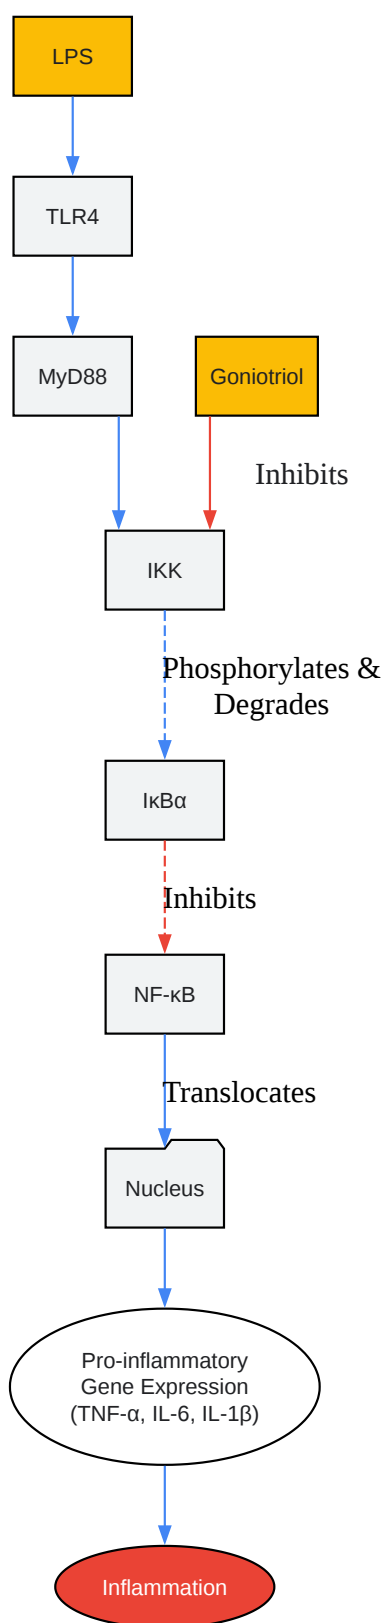 LPS
TLR4
MyD88
Goniotriol
Inhibits
IKK
Phosphorylates &
Degrades
IκBα
Inhibits
NF-κB
Translocates
Nucleus
Pro-inflammatory
Gene Expression
(TNF-α, IL-6, IL-1β)
Inflammation